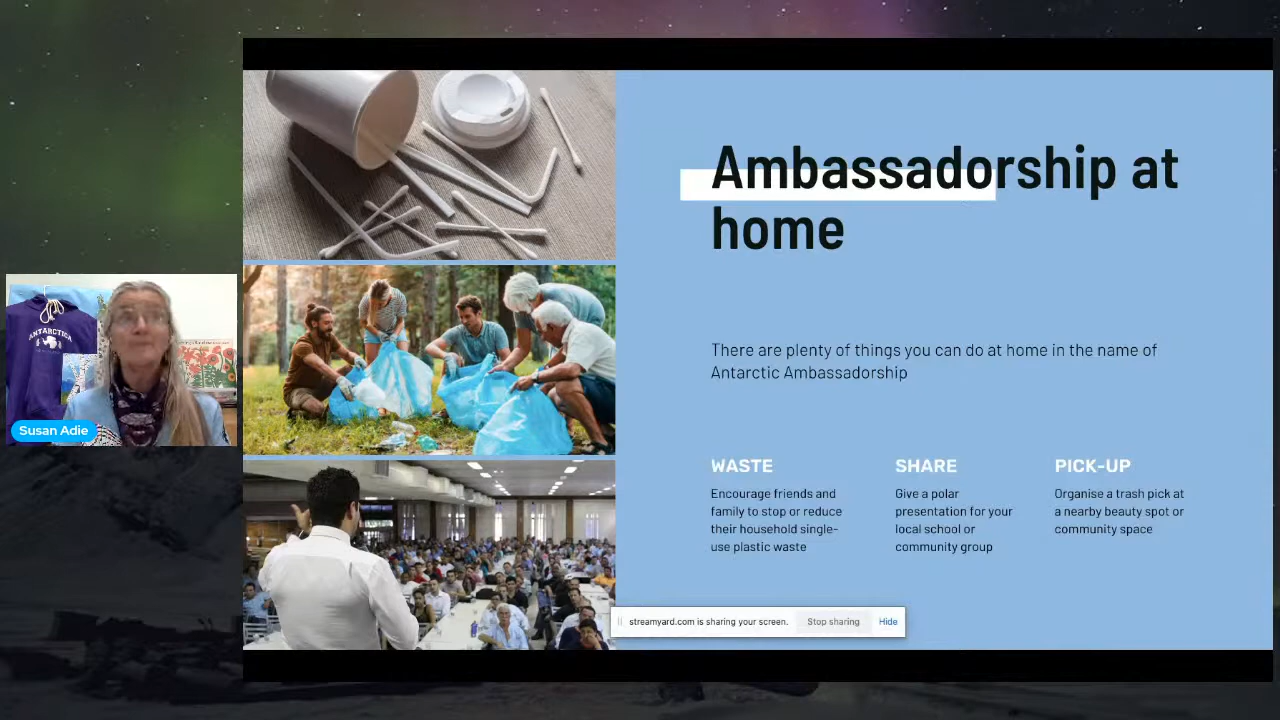 Ambassadorship at
home
There are plenty of things you can do at home in the name of
Antarctic Ambassadorship
WASTE
Encourage friends and
family to stop or reduce
their household single-
use plastic waste
SHARE
Give a polar
presentation for your
local school or
community group
PICK-UP
Organise a trash pick at
a nearby beauty spot or
community space
ANTARCTICA
Susan Adie
streamyard.com is sharing your screen.
Stop sharing
Hide